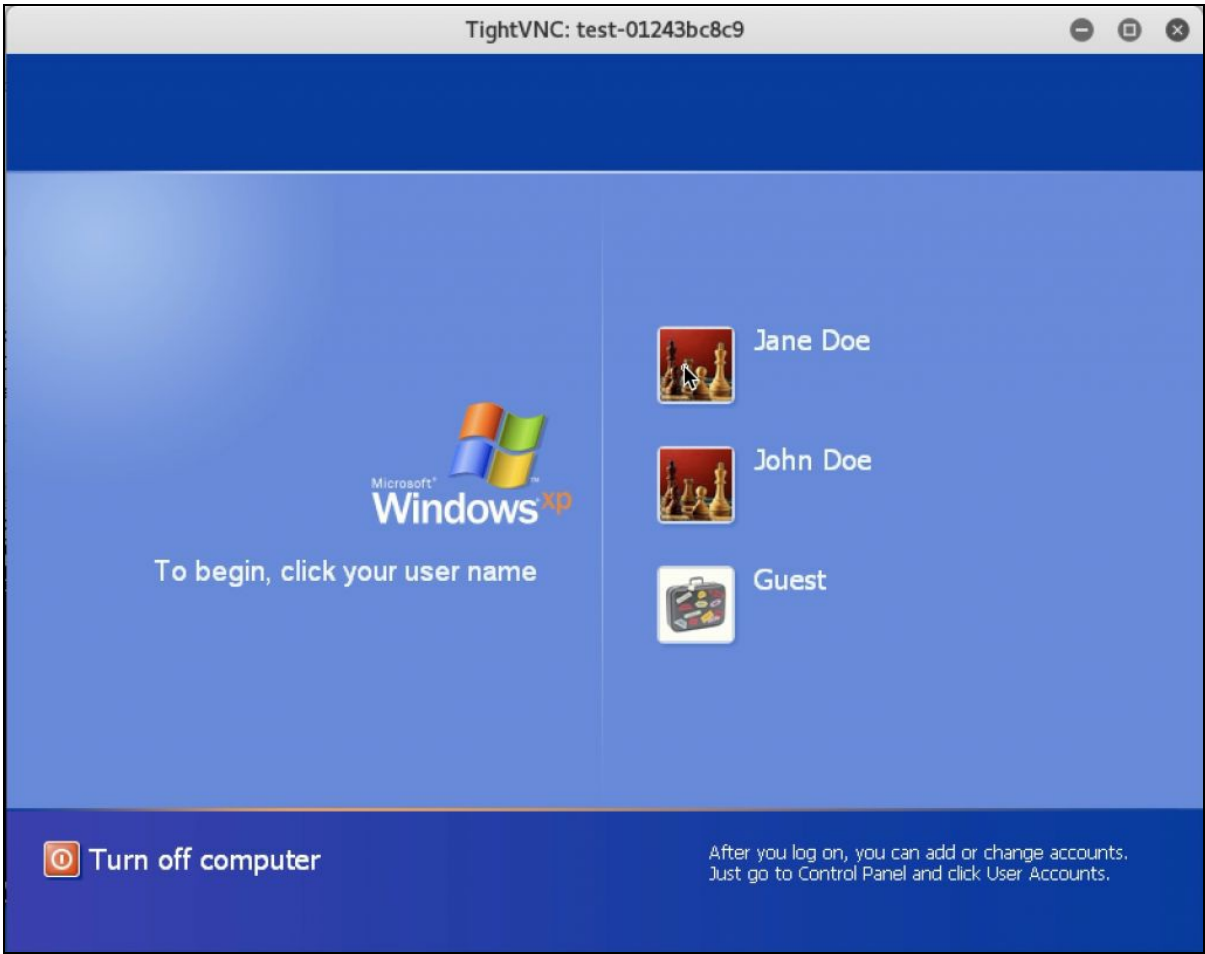 TightVNC: test-01243bc8c9
Jane Doe
John Doe
Microsoft®
Windows xp™
To begin, click your user name
Guest
Turn off computer
After you log on, you can add or change accounts.
Just go to Control Panel and click User Accounts.